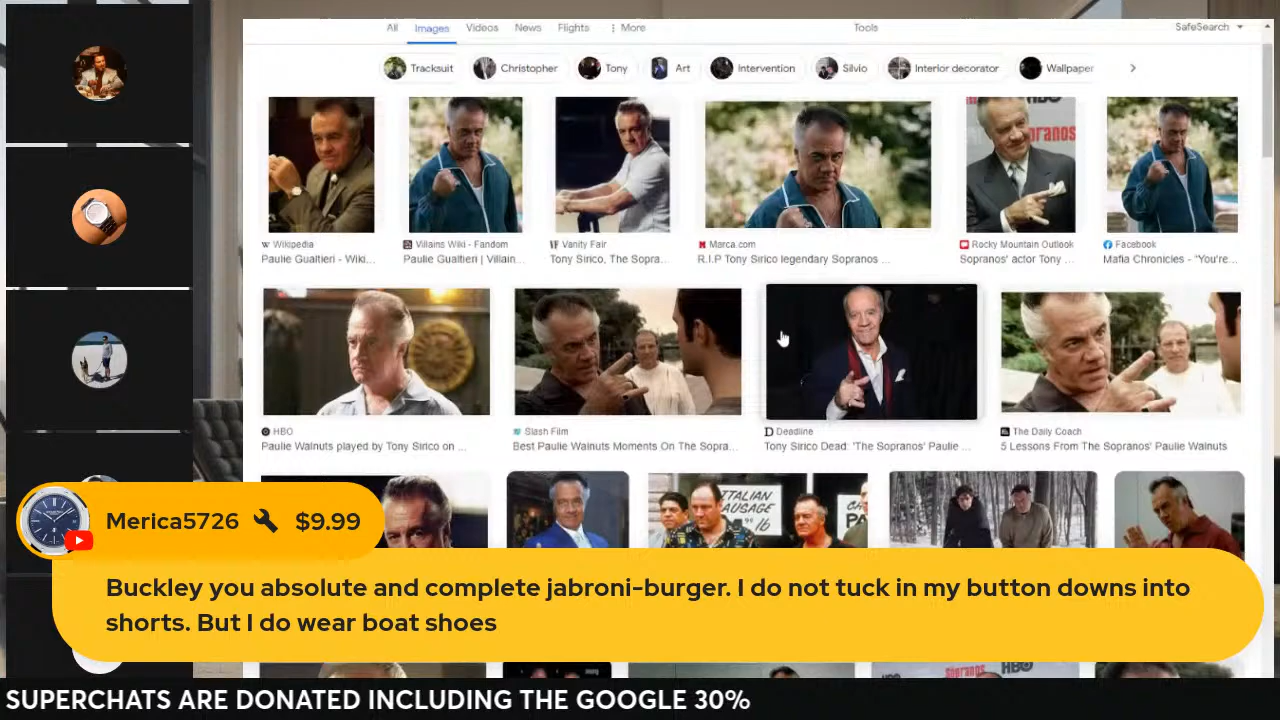 All Images Videos News Flights More Tools SafeSearch
Tracksuit Christopher Tony Art Intervention Silvio Interior decorator Wallpaper
Wikipedia Villains Wiki - Fandom Vanity Fair Marca.com Rocky Mountain Outlook Facebook
Paulie Gualtieri - Wiki... Paulie Gualtieri | Villain... Tony Sirico, The Sopra... R.I.P Tony Sirico legendary Sopranos ... Sopranos' actor Tony ... Mafia Chronicles - "You're...
HBO Slash Film Deadline The Daily Coach
Paulie Walnuts played by Tony Sirico on ... Best Paulie Walnuts Moments On The Sopra... Tony Sirico Dead: 'The Sopranos' Paulie ... 5 Lessons From The Sopranos' Paulie Walnuts
ITALIAN
SAUSAGE
lb
Merica5726 $9.99
Buckley you absolute and complete jabroni-burger. I do not tuck in my button downs into
shorts. But I do wear boat shoes
HBO
SUPERCHATS ARE DONATED INCLUDING THE GOOGLE 30%